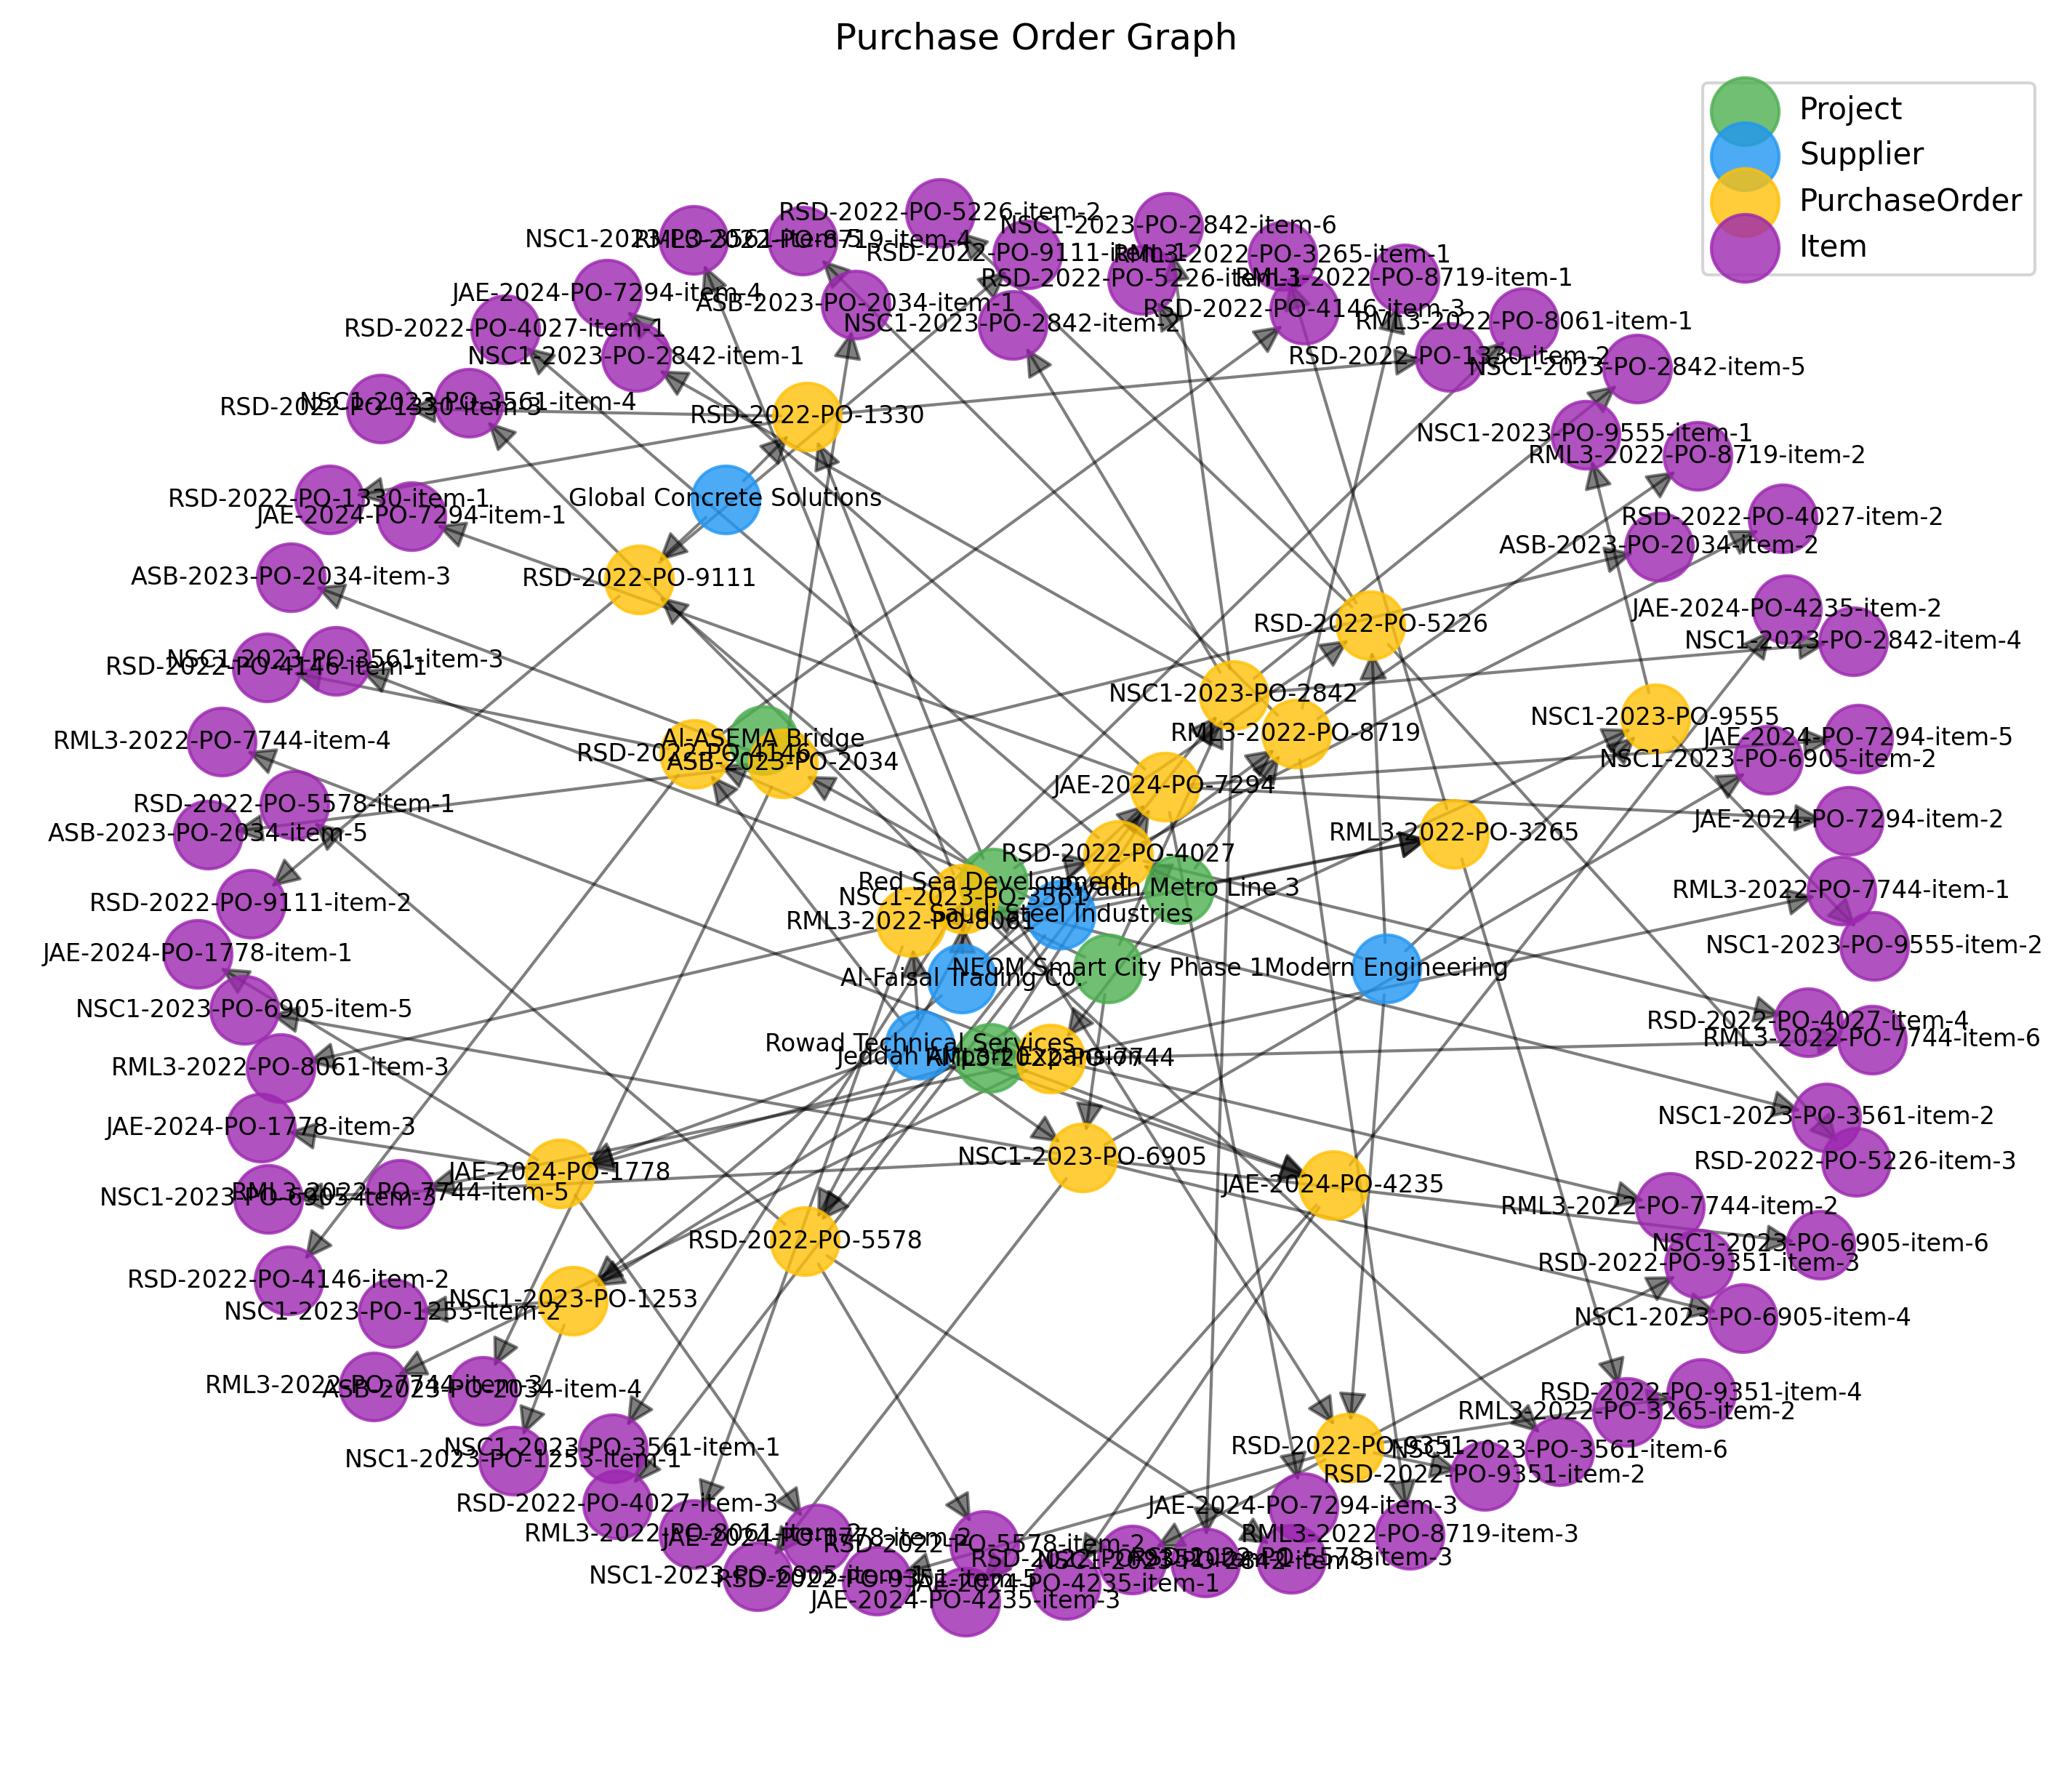 Purchase Order Graph
Project
Supplier
PurchaseOrder
Item
RSD-2022-PO-5226-item-2
NSC1-2023-PO-2842-item-6
NSC1-2023-PO-3561-item-5
RML3-2022-PO-8719-item-4
RSD-2022-PO-9111-item-1
RML3-2022-PO-3265-item-1
RSD-2022-PO-5226-item-1
RML3-2022-PO-8719-item-1
JAE-2024-PO-7294-item-4
ASB-2023-PO-2034-item-1
RSD-2022-PO-4146-item-3
NSC1-2023-PO-2842-item-2
RML3-2022-PO-8061-item-1
RSD-2022-PO-4027-item-1
NSC1-2023-PO-2842-item-1
RSD-2022-PO-1330-item-2
NSC1-2023-PO-2842-item-5
NSC1-2023-PO-3561-item-4
RSD-2022-PO-1330-item-3
RSD-2022-PO-1330
NSC1-2023-PO-9555-item-1
RML3-2022-PO-8719-item-2
RSD-2022-PO-1330-item-1
Global Concrete Solutions
JAE-2024-PO-7294-item-1
RSD-2022-PO-4027-item-2
ASB-2023-PO-2034-item-2
ASB-2023-PO-2034-item-3
RSD-2022-PO-9111
JAE-2024-PO-4235-item-2
RSD-2022-PO-5226
NSC1-2023-PO-2842-item-4
NSC1-2023-PO-3561-item-3
RSD-2022-PO-4146-item-1
NSC1-2023-PO-2842
NSC1-2023-PO-9555
RML3-2022-PO-8719
JAE-2024-PO-7294-item-5
RML3-2022-PO-7744-item-4
Al-ASEMA Bridge
RSD-2022-PO-4146
ASB-2023-PO-2034
NSC1-2023-PO-6905-item-2
JAE-2024-PO-7294
RSD-2022-PO-5578-item-1
JAE-2024-PO-7294-item-2
ASB-2023-PO-2034-item-5
RML3-2022-PO-3265
RSD-2022-PO-4027
Red Sea Development
Riyadh Metro Line 3
RML3-2022-PO-7744-item-1
NSC1-2023-PO-3561
RSD-2022-PO-9111-item-2
Saudi Steel Industries
RML3-2022-PO-8061
NSC1-2023-PO-9555-item-2
JAE-2024-PO-1778-item-1
NEOM Smart City Phase 1
Modern Engineering
Al-Faisal Trading Co.
NSC1-2023-PO-6905-item-5
RSD-2022-PO-4027-item-4
RML3-2022-PO-7744-item-6
Rowad Technical Services
Jeddah Airport Expansion
RML3-2022-PO-7744
RML3-2022-PO-8061-item-3
NSC1-2023-PO-3561-item-2
JAE-2024-PO-1778-item-3
NSC1-2023-PO-6905
RSD-2022-PO-5226-item-3
JAE-2024-PO-1778
JAE-2024-PO-4235
RML3-2022-PO-7744-item-5
NSC1-2023-PO-6905-item-3
RML3-2022-PO-7744-item-2
RSD-2022-PO-5578
NSC1-2023-PO-6905-item-6
RSD-2022-PO-9351-item-3
RSD-2022-PO-4146-item-2
NSC1-2023-PO-1253
NSC1-2023-PO-1253-item-2
NSC1-2023-PO-6905-item-4
RML3-2022-PO-7744-item-3
ASB-2023-PO-2034-item-4
RSD-2022-PO-9351-item-4
RML3-2022-PO-3265-item-2
NSC1-2023-PO-3561-item-1
RSD-2022-PO-9351
NSC1-2023-PO-3561-item-6
NSC1-2023-PO-1253-item-1
RSD-2022-PO-9351-item-2
RSD-2022-PO-4027-item-3
JAE-2024-PO-7294-item-3
RML3-2022-PO-8061-item-2
JAE-2024-PO-1778-item-2
RML3-2022-PO-8719-item-3
RSD-2022-PO-5578-item-2
RSD-2022-PO-9351-item-1
NSC1-2023-PO-2842-item-3
RSD-2022-PO-5578-item-3
NSC1-2023-PO-6905-item-1
RSD-2022-PO-9351-item-5
JAE-2024-PO-4235-item-1
JAE-2024-PO-4235-item-3